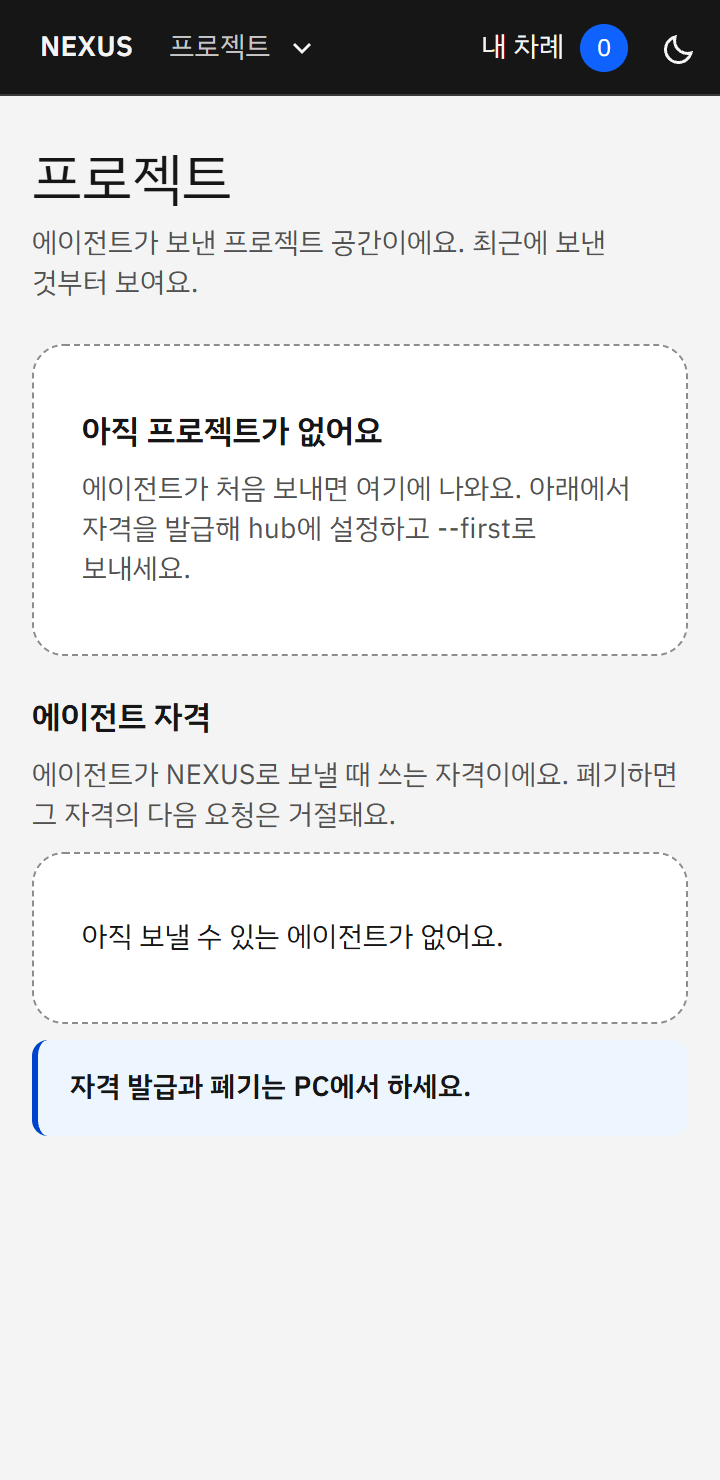 NEXUS 프로젝트 내 차례 0
프로젝트
에이전트가 보낸 프로젝트 공간이에요. 최근에 보낸
것부터 보여요.
아직 프로젝트가 없어요
에이전트가 처음 보내면 여기에 나와요. 아래에서
자격을 발급해 hub에 설정하고 --first로
보내세요.
에이전트 자격
에이전트가 NEXUS로 보낼 때 쓰는 자격이에요. 폐기하면
그 자격의 다음 요청은 거절돼요.
아직 보낼 수 있는 에이전트가 없어요.
자격 발급과 폐기는 PC에서 하세요.